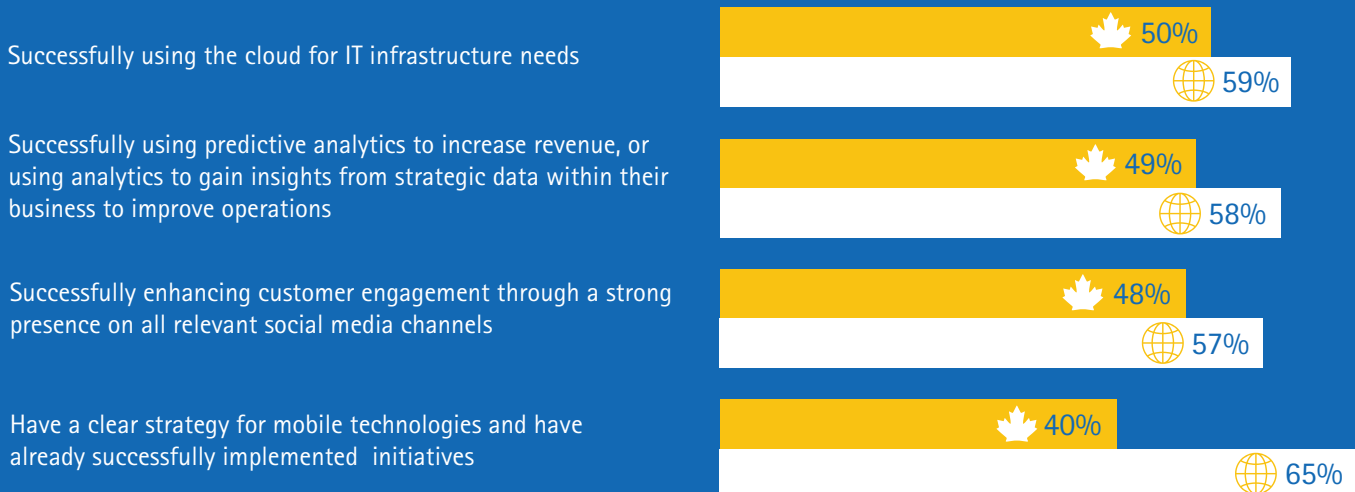 Successfully using the cloud for IT infrastructure needs
50%
59%
Successfully using predictive analytics to increase revenue, or
using analytics to gain insights from strategic data within their
business to improve operations
49%
58%
Successfully enhancing customer engagement through a strong
presence on all relevant social media channels
48%
57%
Have a clear strategy for mobile technologies and have
already successfully implemented  initiatives
40%
65%